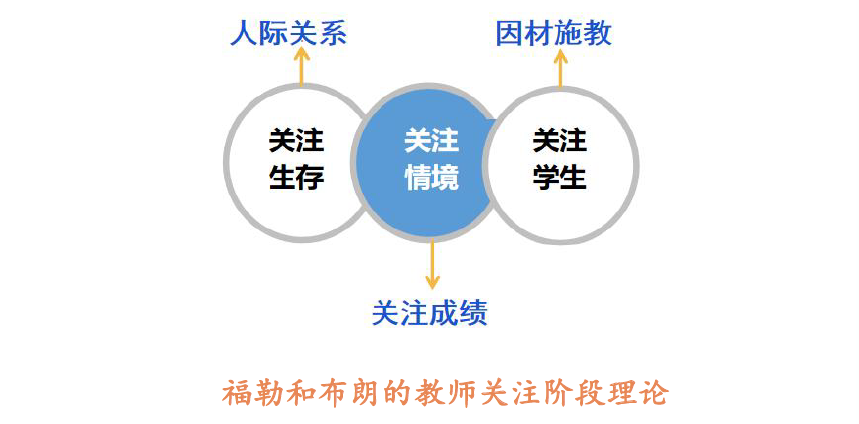 人际关系
因材施教
关注
生存
关注
情境
关注
学生
关注成绩
福勒和布朗的教师关注阶段理论